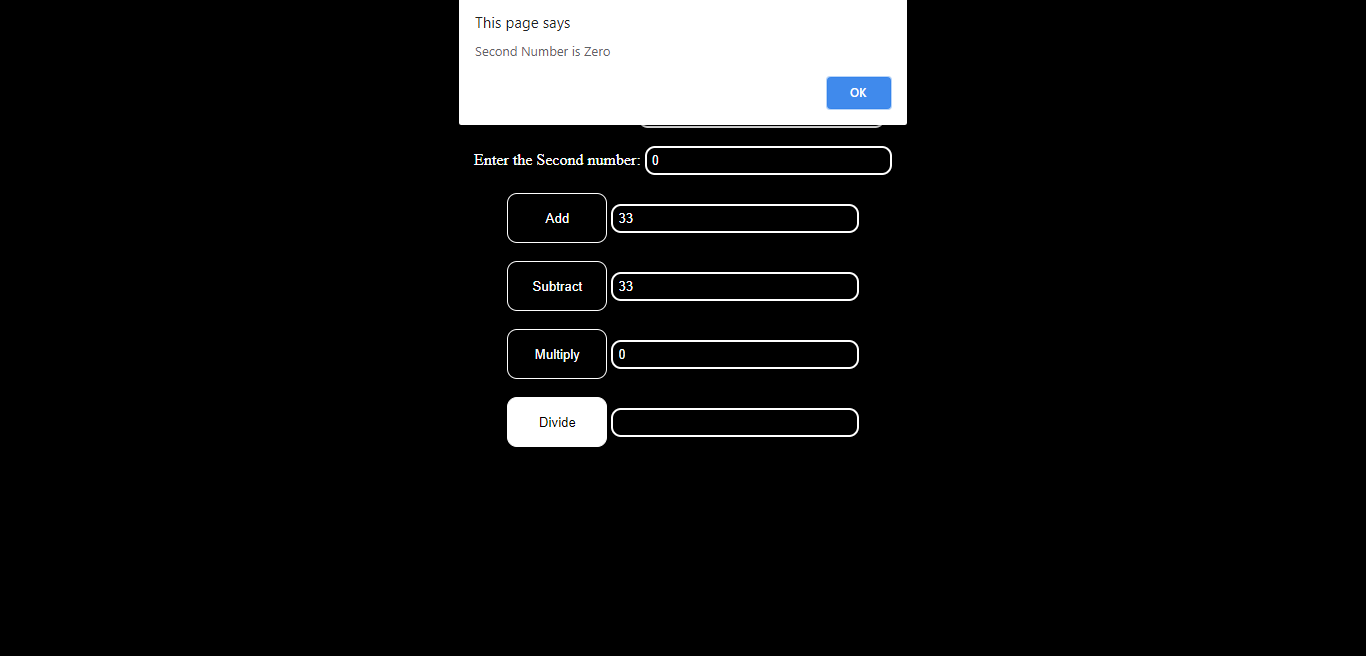 This page says
Second Number is Zero
OK
Enter the Second number: 0
Add 33
Subtract 33
Multiply 0
Divide